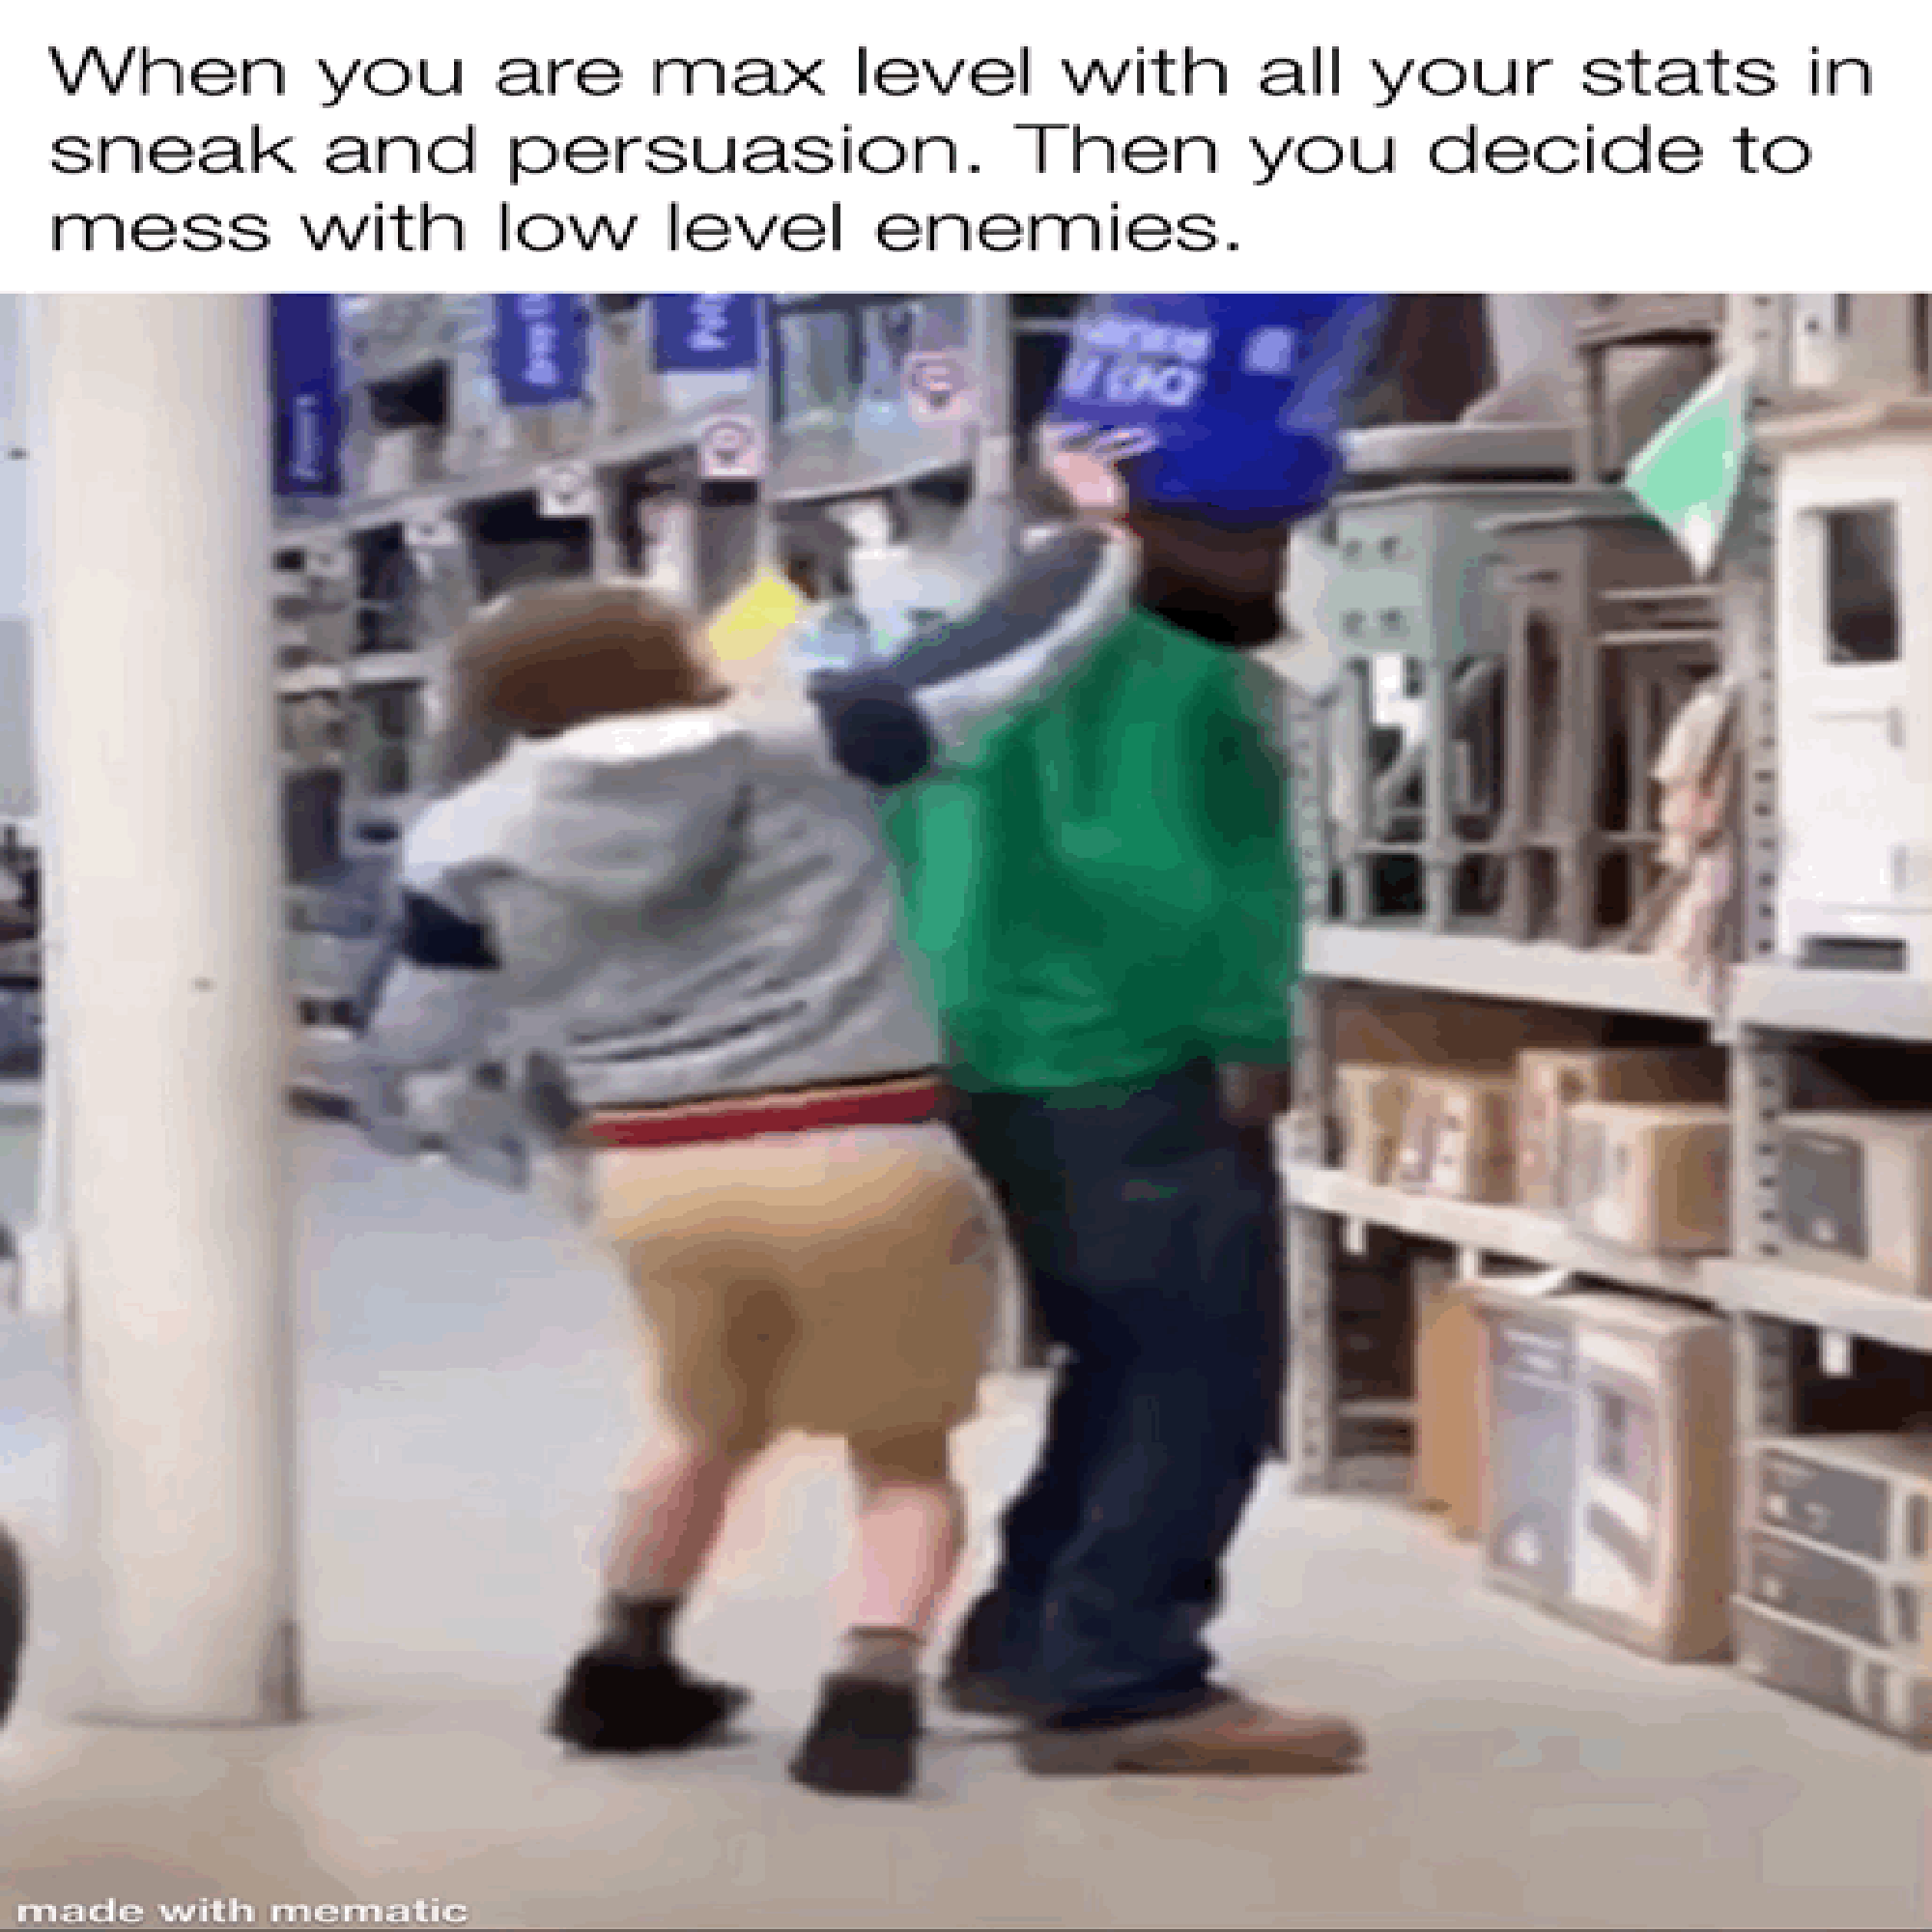 When you are max level with all your stats in
sneak and persuasion. Then you decide to
mess with low level enemies.
made with mematic